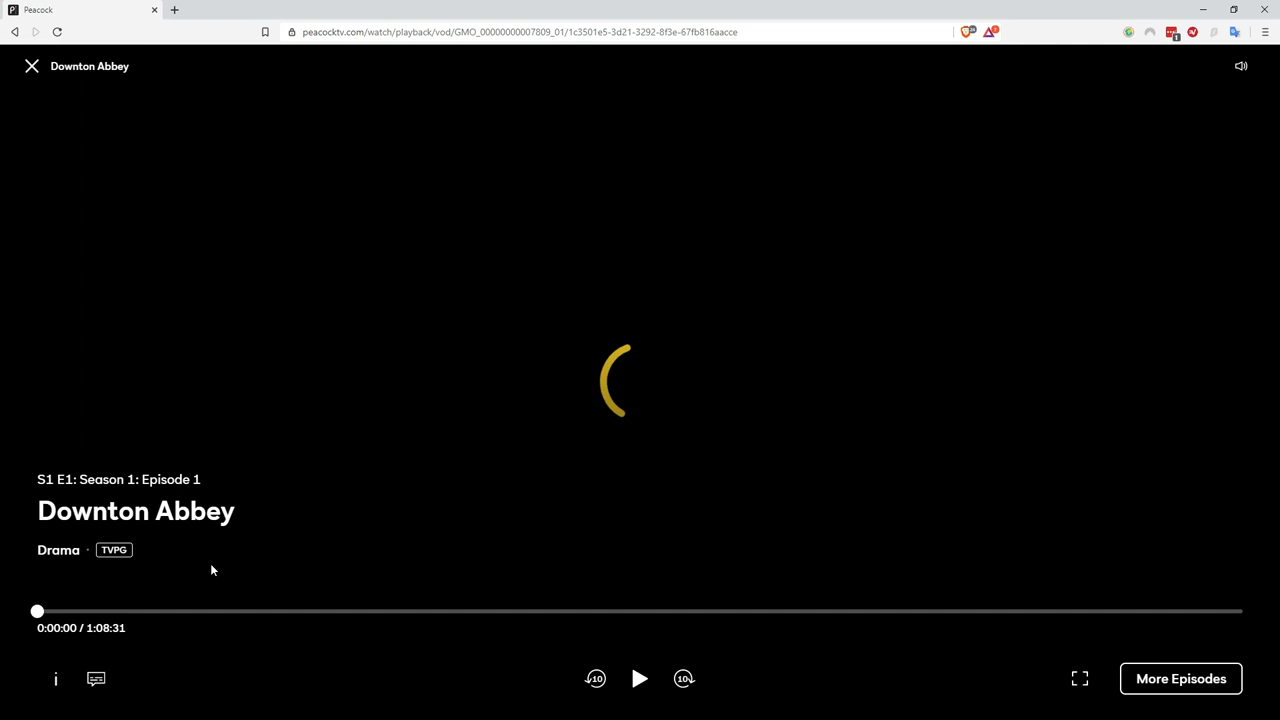 Peacock
peacocktv.com/watch/playback/vod/GMO_00000000007809_01/1c3501e5-3d21-3292-8f3e-67fb816aacce
Downton Abbey
S1 E1: Season 1: Episode 1
Downton Abbey
Drama · TVPG
0:00:00 / 1:08:31
10
10
More Episodes